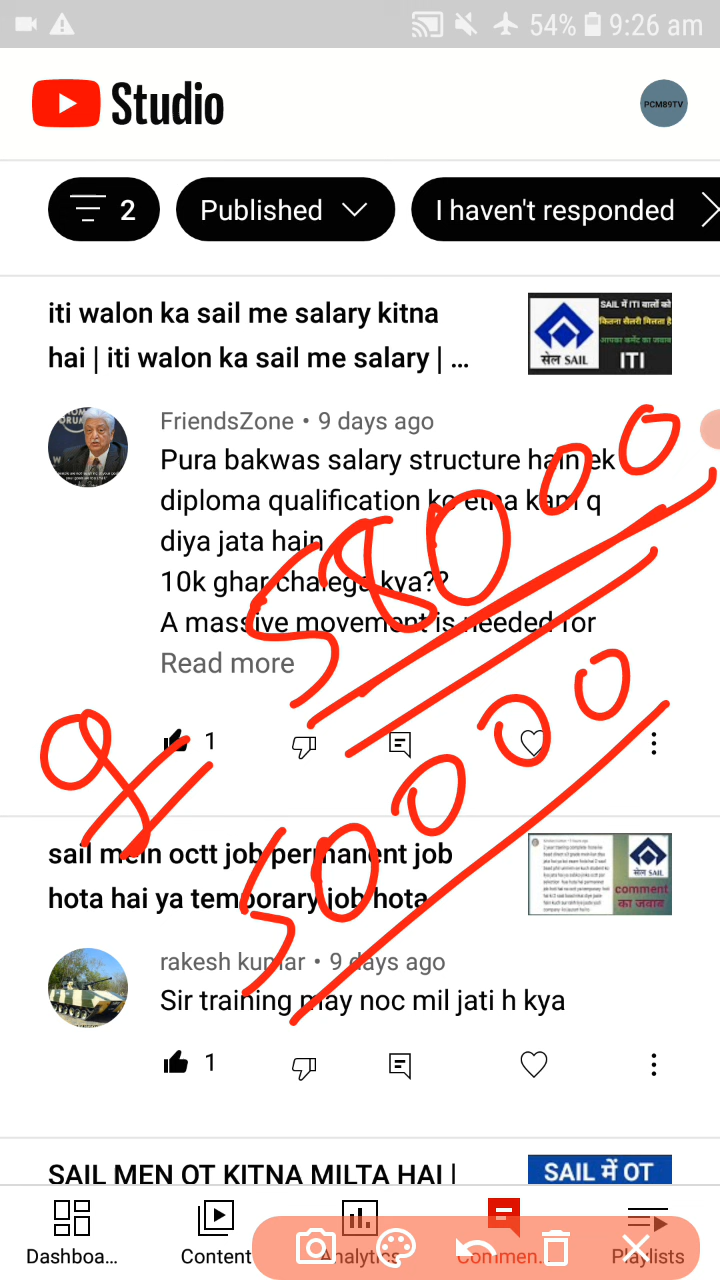 54% 9:26 am
Studio
PCM89TV
2 Published I haven't responded
iti walon ka sail me salary kitna
hai | iti walon ka sail me salary | ...
SAIL में ITI वालों को
कितना सैलरी मिलता है
आपका कमेंट का जवाब
सेल SAIL ITI
FriendsZone • 9 days ago
Pura bakwas salary structure hain ek
diploma qualification ko etna kam q
diya jata hain
10k ghar chalega kya??
A massive movement is needed for
Read more
58000
1
50000
sail mein octt job permanent job
hota hai ya temporary job hota
सेल SAIL
comment
का जवाब
rakesh kumar • 9 days ago
Sir training may noc mil jati h kya
1
SAIL MEN OT KITNA MILTA HAI |
SAIL में OT
Dashboa... Content Analytics Commen... Playlists